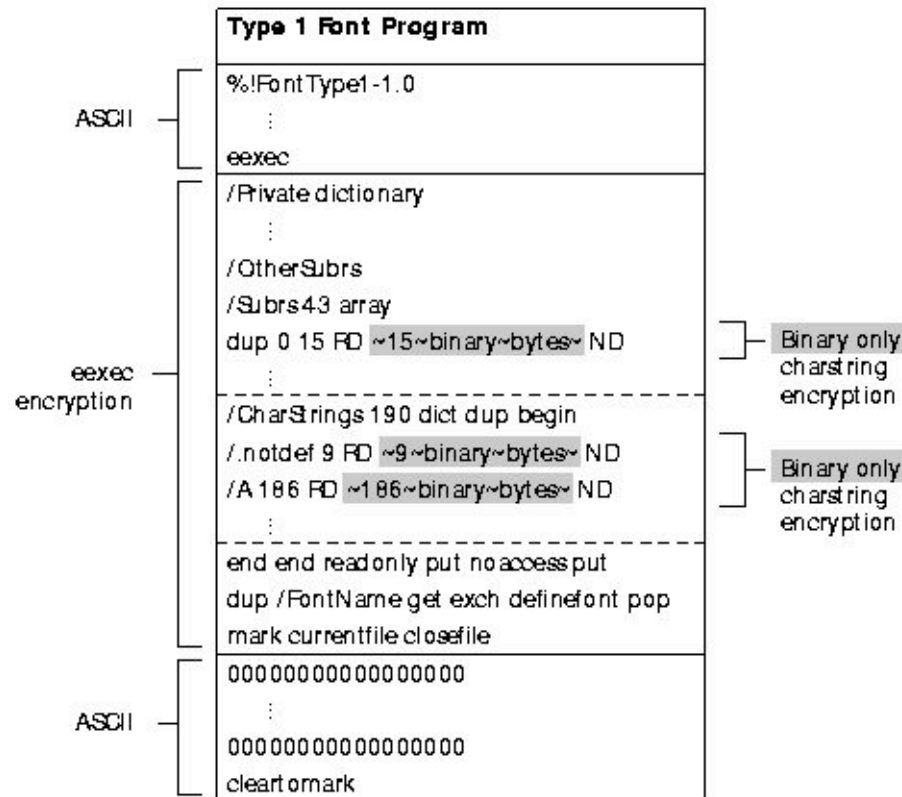 Type 1 Font Program
ASCII
%!FontType1-1.0
⋮
eexec
eexec
encryption
/Private dictionary
⋮
/OtherSubrs
/Subrs 43 array
dup 0 15 RD ~15~binary~bytes~ ND
⋮
Binary only
charstring
encryption
/CharStrings 190 dict dup begin
/.notdef 9 RD ~9~binary~bytes~ ND
/A 186 RD ~186~binary~bytes~ ND
⋮
Binary only
charstring
encryption
end end readonly put noaccess put
dup /FontName get exch definefont pop
mark currentfile closefile
ASCII
00000000000000000
⋮
00000000000000000
cleartomark